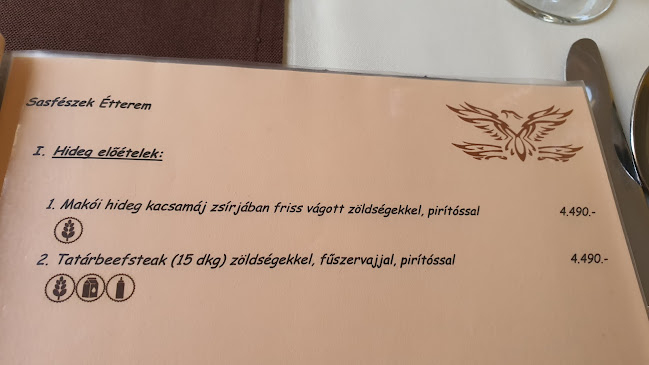 Sasfészek Étterem
I. Hideg előételek:
1. Makói hideg kacsamáj zsírjában friss vágott zöldségekkel, pirítóssal 4.490.-
2. Tatárbeefsteak (15 dkg) zöldségekkel, fűszervajjal, pirítóssal 4.490.-